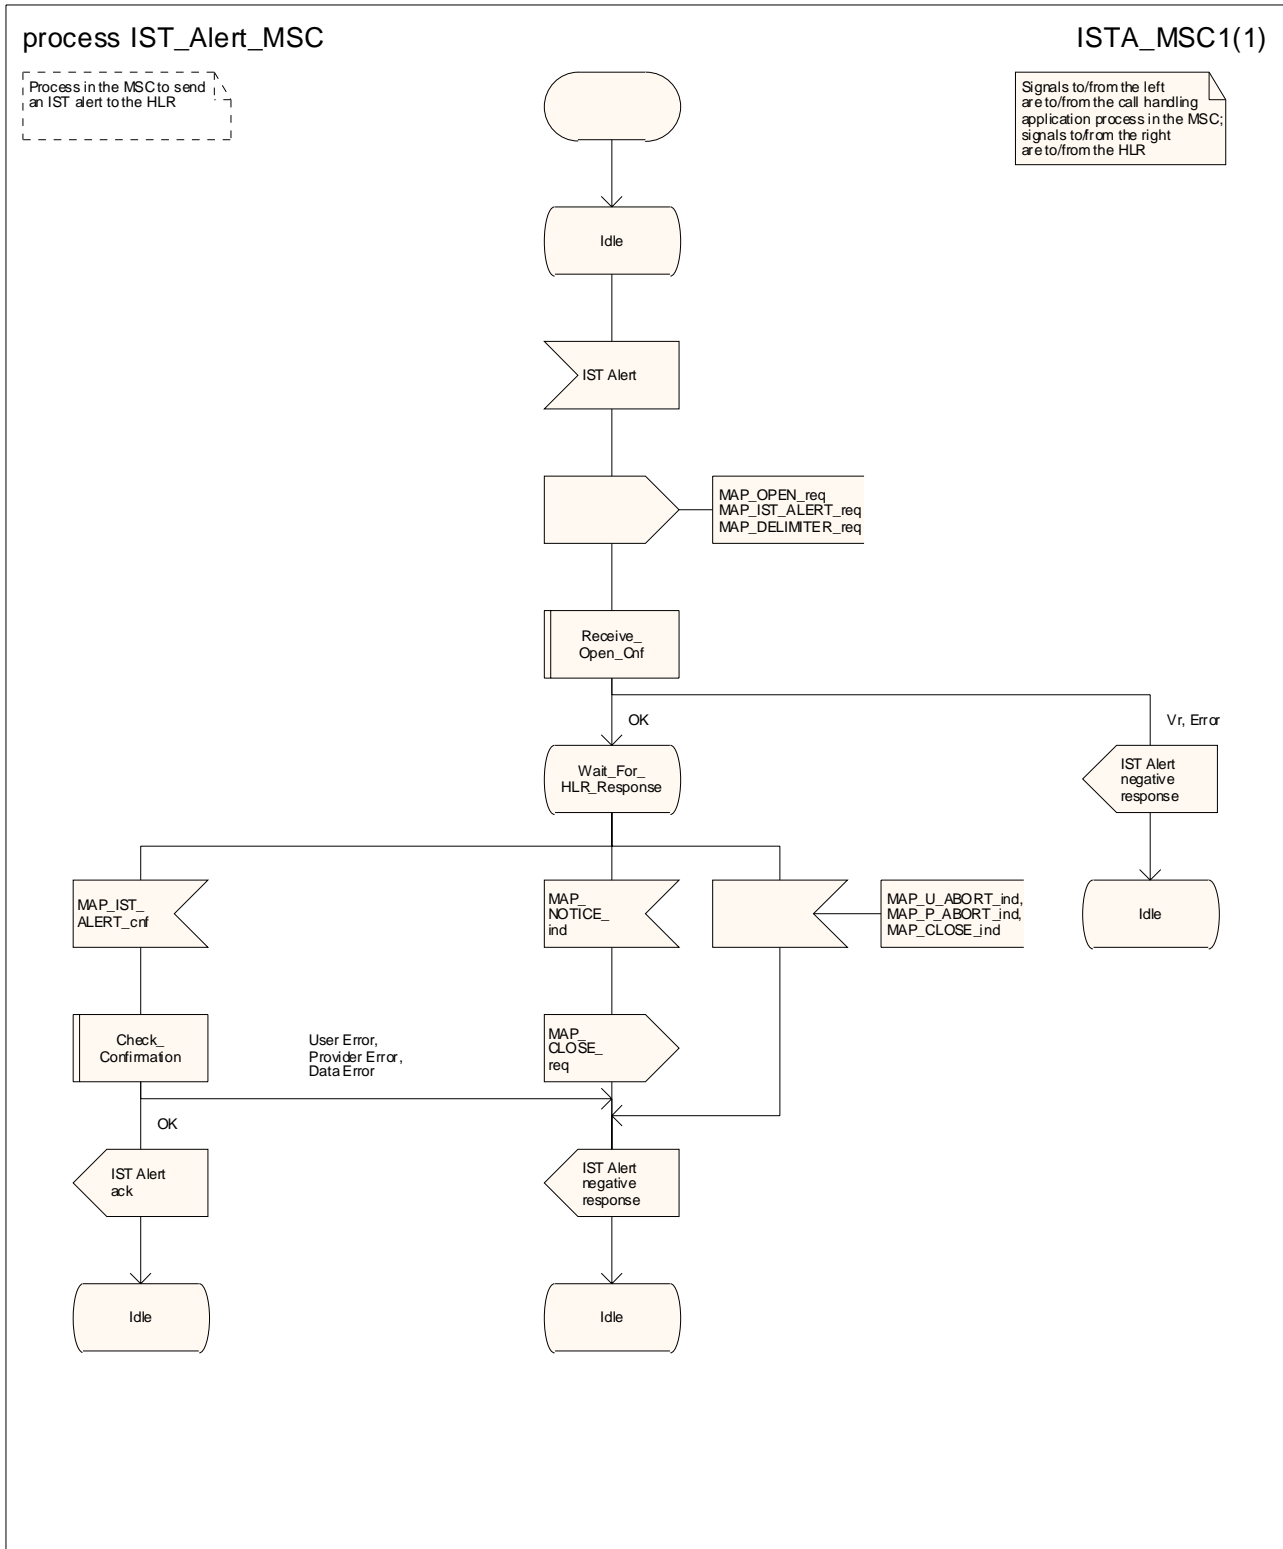 process IST_Alert_MSC
ISTA_MSC1(1)
Process in the MSC to send
an IST alert to the HLR
Signals to/from the left
are to/from the call handling
application process in the MSC;
signals to/from the right
are to/from the HLR
Idle
IST Alert
MAP_OPEN_req
MAP_IST_ALERT_req
MAP_DELIMITER_req
Receive_
Open_Cnf
OK
Vr, Error
Wait_For_
HLR_Response
IST Alert
negative
response
MAP_IST_
ALERT_cnf
MAP_
NOTICE_
ind
MAP_U_ABORT_ind,
MAP_P_ABORT_ind,
MAP_CLOSE_ind
Idle
Check_
Confirmation
User Error,
Provider Error,
Data Error
MAP_
CLOSE_
req
OK
IST Alert
ack
IST Alert
negative
response
Idle
Idle